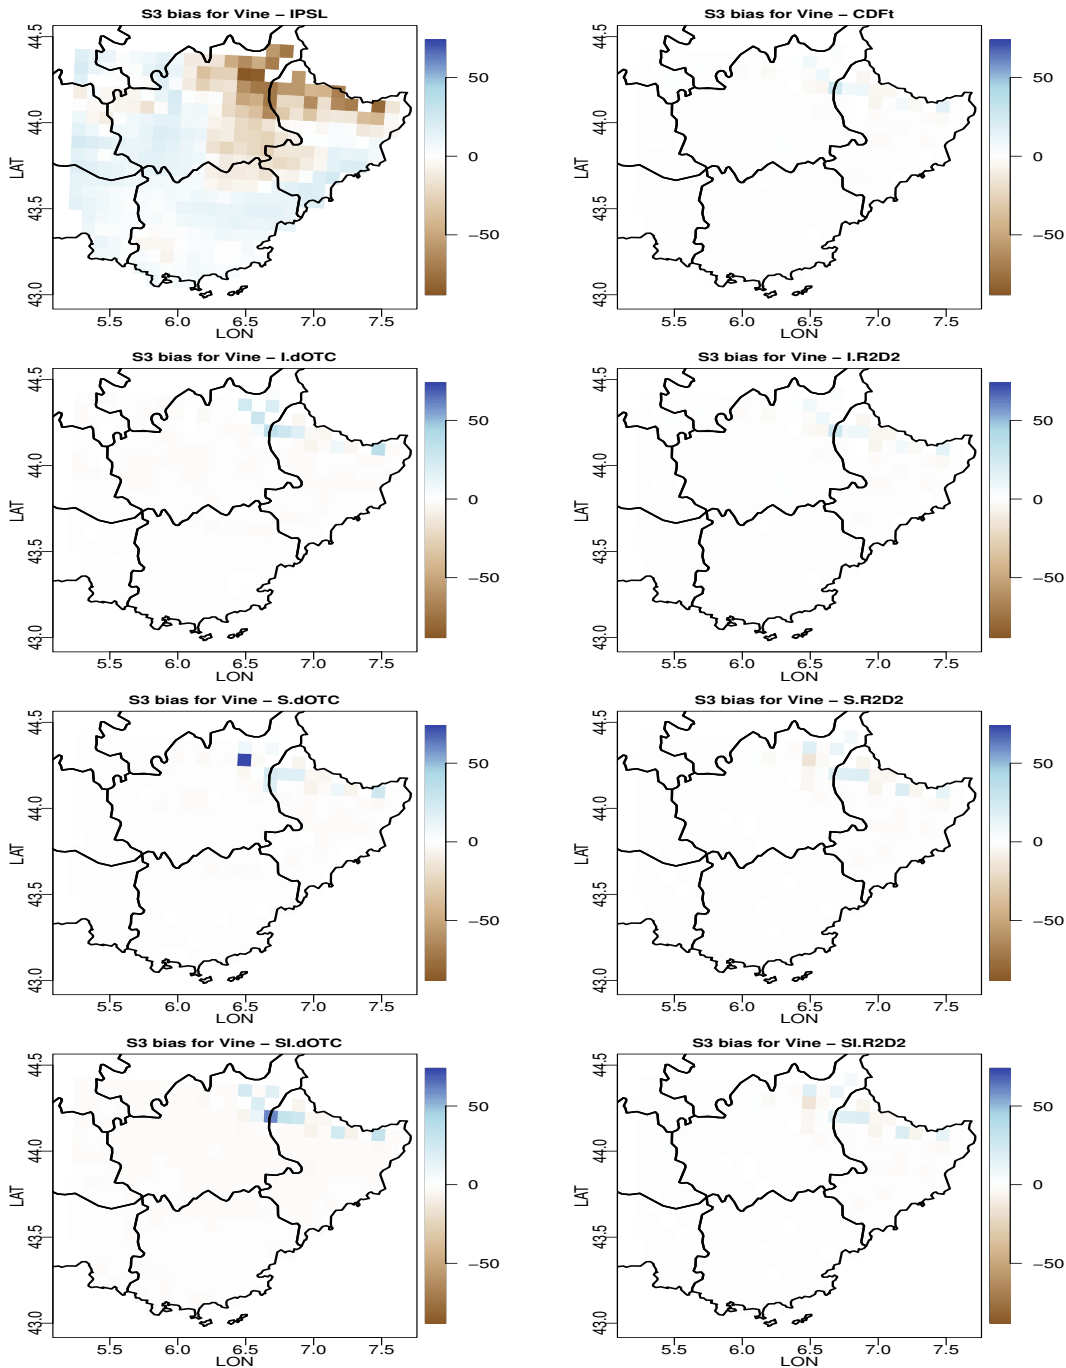 S3 bias for Vine − IPSL
44.5
44.0
43.5
43.0
LAT
5.5 6.0 6.5 7.0 7.5
LON
50
0
−50
S3 bias for Vine − CDFt
44.5
44.0
43.5
43.0
LAT
5.5 6.0 6.5 7.0 7.5
LON
50
0
−50
S3 bias for Vine − I.dOTC
44.5
44.0
43.5
43.0
LAT
5.5 6.0 6.5 7.0 7.5
LON
50
0
−50
S3 bias for Vine − I.R2D2
44.5
44.0
43.5
43.0
LAT
5.5 6.0 6.5 7.0 7.5
LON
50
0
−50
S3 bias for Vine − S.dOTC
44.5
44.0
43.5
43.0
LAT
5.5 6.0 6.5 7.0 7.5
LON
50
0
−50
S3 bias for Vine − S.R2D2
44.5
44.0
43.5
43.0
LAT
5.5 6.0 6.5 7.0 7.5
LON
50
0
−50
S3 bias for Vine − SI.dOTC
44.5
44.0
43.5
43.0
LAT
5.5 6.0 6.5 7.0 7.5
LON
50
0
−50
S3 bias for Vine − SI.R2D2
44.5
44.0
43.5
43.0
LAT
5.5 6.0 6.5 7.0 7.5
LON
50
0
−50